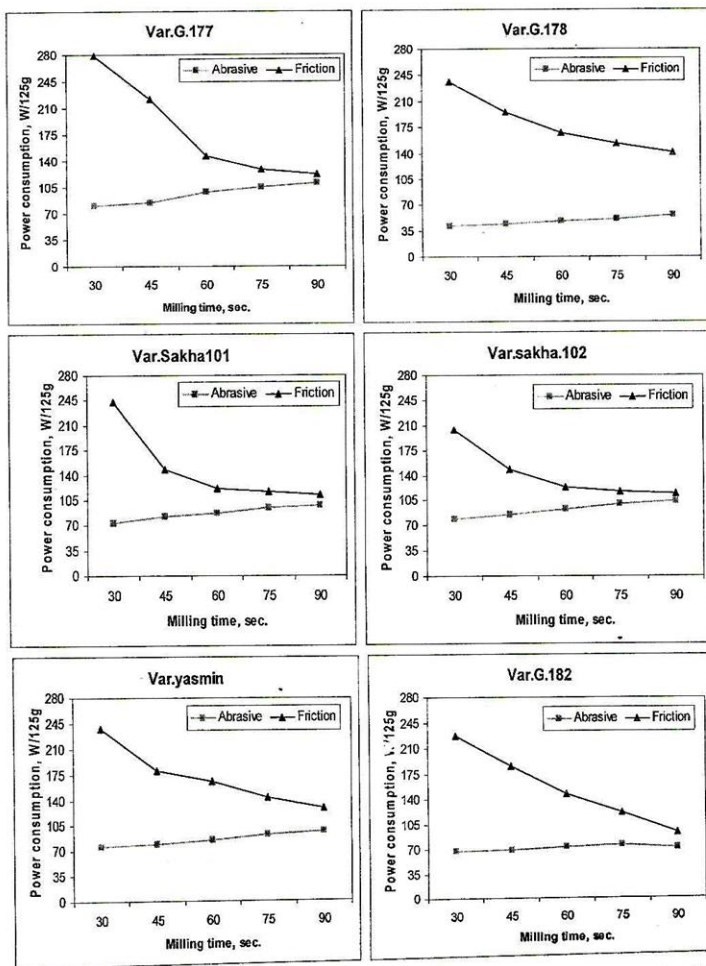 Var.G.177
Power consumption, W/125g
280
245
210
175
140
105
70
35
0
Abrasive
Friction
30 45 60 75 90
Milling time, sec.
Var.G.178
Power consumption, W/125g
280
245
210
175
140
105
70
35
0
Abrasive
Friction
30 45 60 75 90
Milling time, sec.
Var.Sakha101
Power consumption, W/125g
280
245
210
175
140
105
70
35
0
Abrasive
Friction
30 45 60 75 90
Milling time, sec.
Var.sakha.102
Power consumption, W/125g
280
245
210
175
140
105
70
35
0
Abrasive
Friction
30 45 60 75 90
Milling time, sec.
Var.yasmin
Power consumption, W/125g
280
245
210
175
140
105
70
35
0
Abrasive
Friction
30 45 60 75 90
Milling time, sec.
Var.G.182
Power consumption, W/125g
280
245
210
175
140
105
70
35
0
Abrasive
Friction
30 45 60 75 90
Milling time, sec.